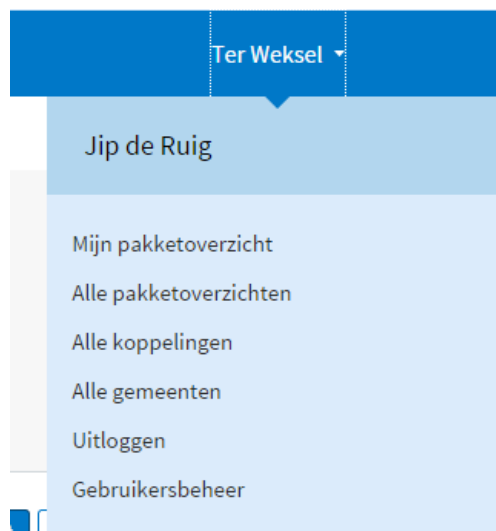 Ter Weksel
Jip de Ruig
Mijn pakketoverzicht
Alle pakketoverzichten
Alle koppelingen
Alle gemeenten
Uitloggen
Gebruikersbeheer